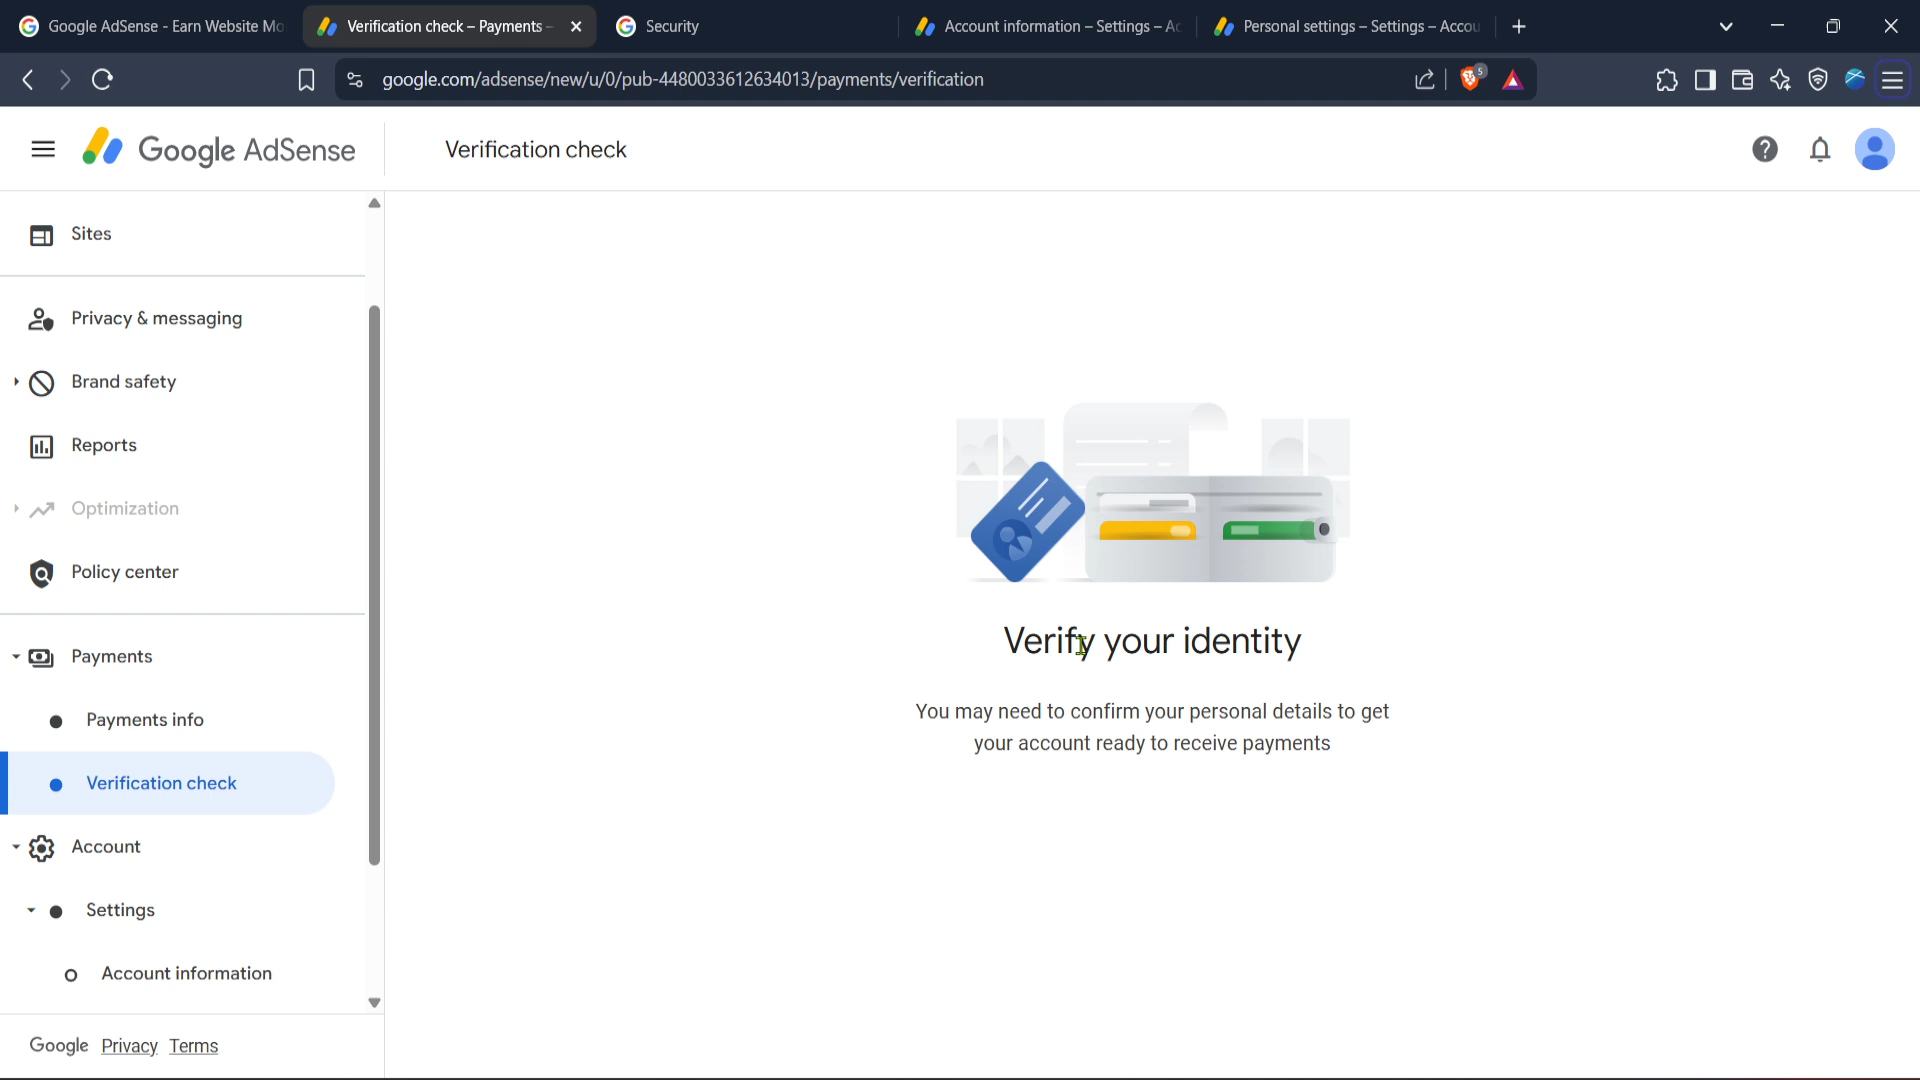 Google AdSense - Earn Website Mo
Verification check – Payments –
Security
Account information – Settings – Ac
Personal settings – Settings – Accou
google.com/adsense/new/u/0/pub-4480033612634013/payments/verification
5
Google AdSense
Verification check
Sites
Privacy & messaging
Brand safety
Reports
Optimization
Policy center
Payments
Payments info
Verification check
Account
Settings
Account information
Google Privacy Terms
Verify your identity
You may need to confirm your personal details to get
your account ready to receive payments